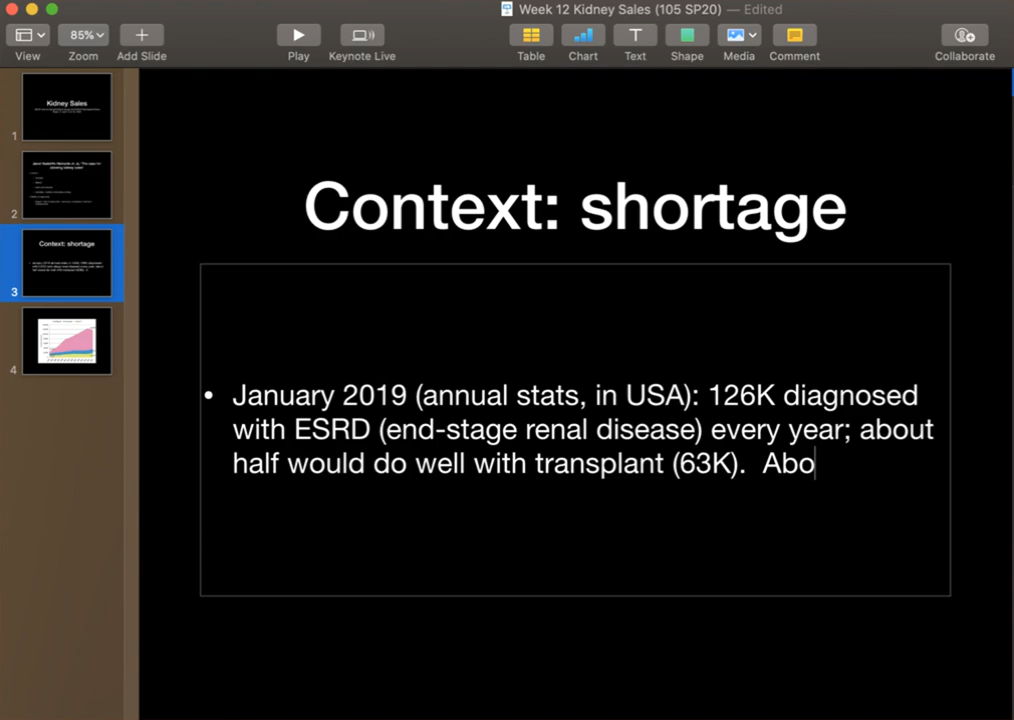 Week 12 Kidney Sales (105 SP20) — Edited
85%
View Zoom Add Slide Play Keynote Live Table Chart Text Shape Media Comment Collaborate
Kidney Sales
1
2
Context: shortage
3
4
Context: shortage
• January 2019 (annual stats, in USA): 126K diagnosed
with ESRD (end-stage renal disease) every year; about
half would do well with transplant (63K).  Abo